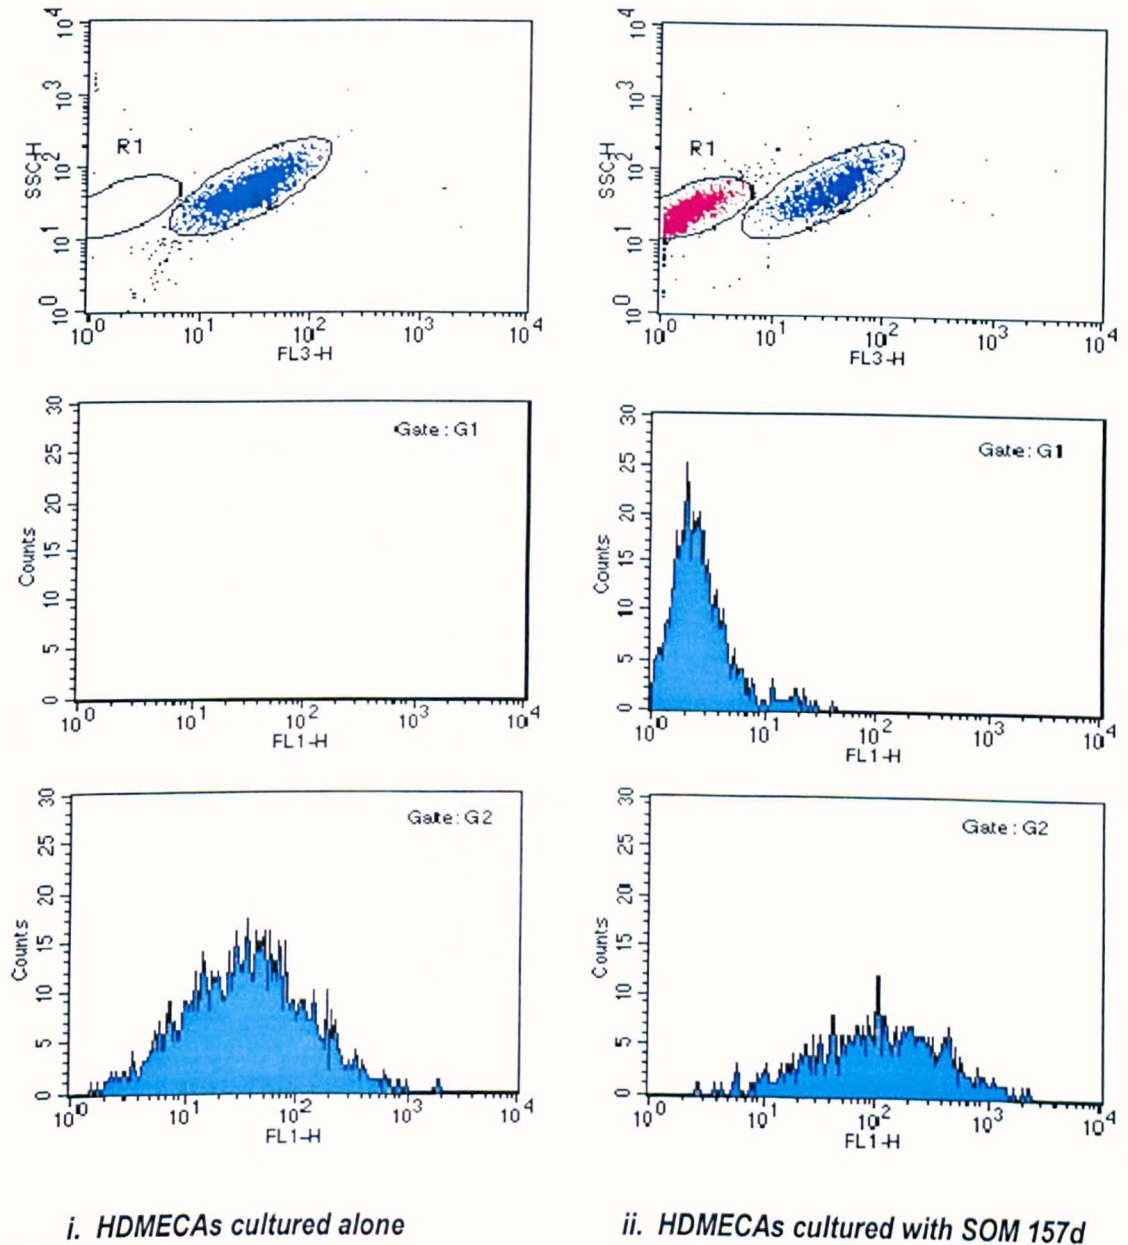 10^4
10^3
10^2
10^1
10^0
SSC-H
R1
10^0 10^1 10^2 10^3 10^4
FL3-H
10^4
10^3
10^2
10^1
10^0
SSC-H
R1
10^0 10^1 10^2 10^3 10^4
FL3-H
30
25
20
15
10
5
0
Counts
Gate: G1
10^0 10^1 10^2 10^3 10^4
FL1-H
30
25
20
15
10
5
0
Counts
Gate: G1
10^0 10^1 10^2 10^3 10^4
FL1-H
30
25
20
15
10
5
0
Counts
Gate: G2
10^0 10^1 10^2 10^3 10^4
FL1-H
30
25
20
15
10
5
0
Counts
Gate: G2
10^0 10^1 10^2 10^3 10^4
FL1-H
i. HDMECAs cultured alone
ii. HDMECAs cultured with SOM 157d